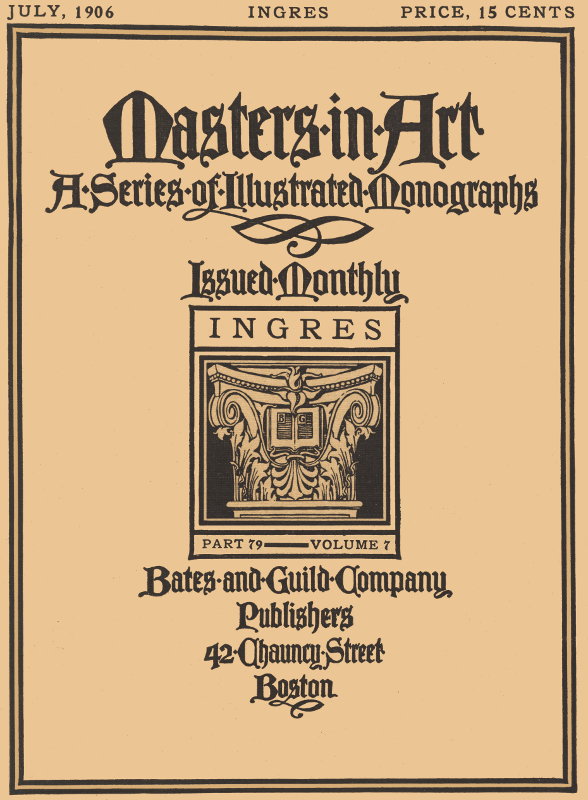 JULY, 1906 INGRES PRICE, 15 CENTS
Masters·in·Art
A·Series·of·Illustrated·Monographs
Issued·Monthly
INGRES
B G
PART 79 — VOLUME 7
Bates·and·Guild·Company
Publishers
42·Chauncy·Street
Boston